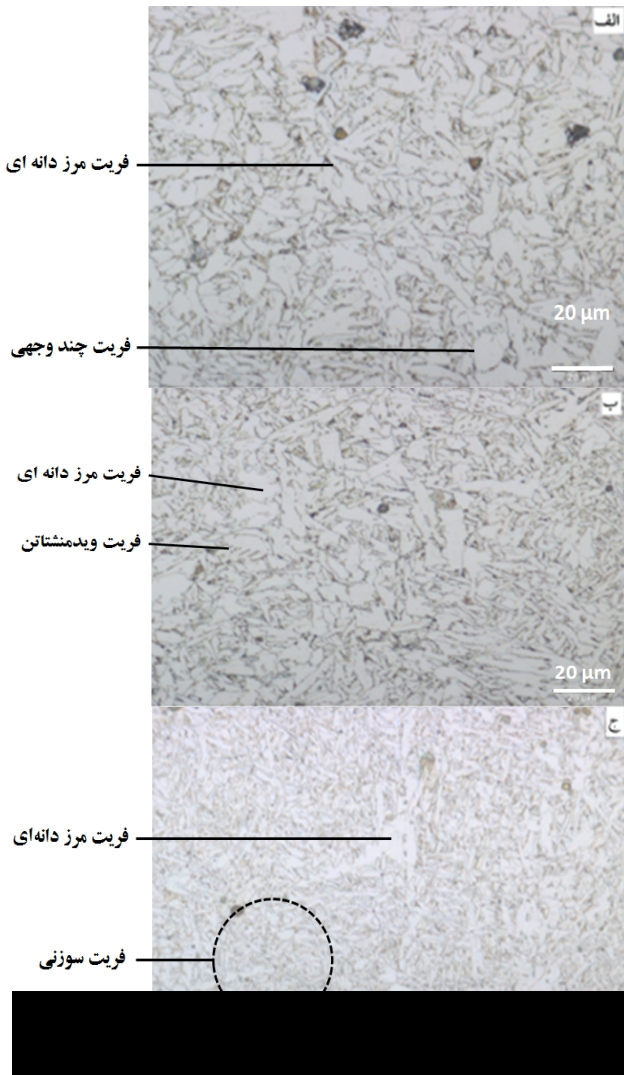 الف
فریت مرز دانه ای
20 µm
فریت چند وجهی
ب
فریت مرز دانه ای
فریت ویدمنشتاتن
20 µm
ج
فریت مرز دانه‌ای
فریت سوزنی